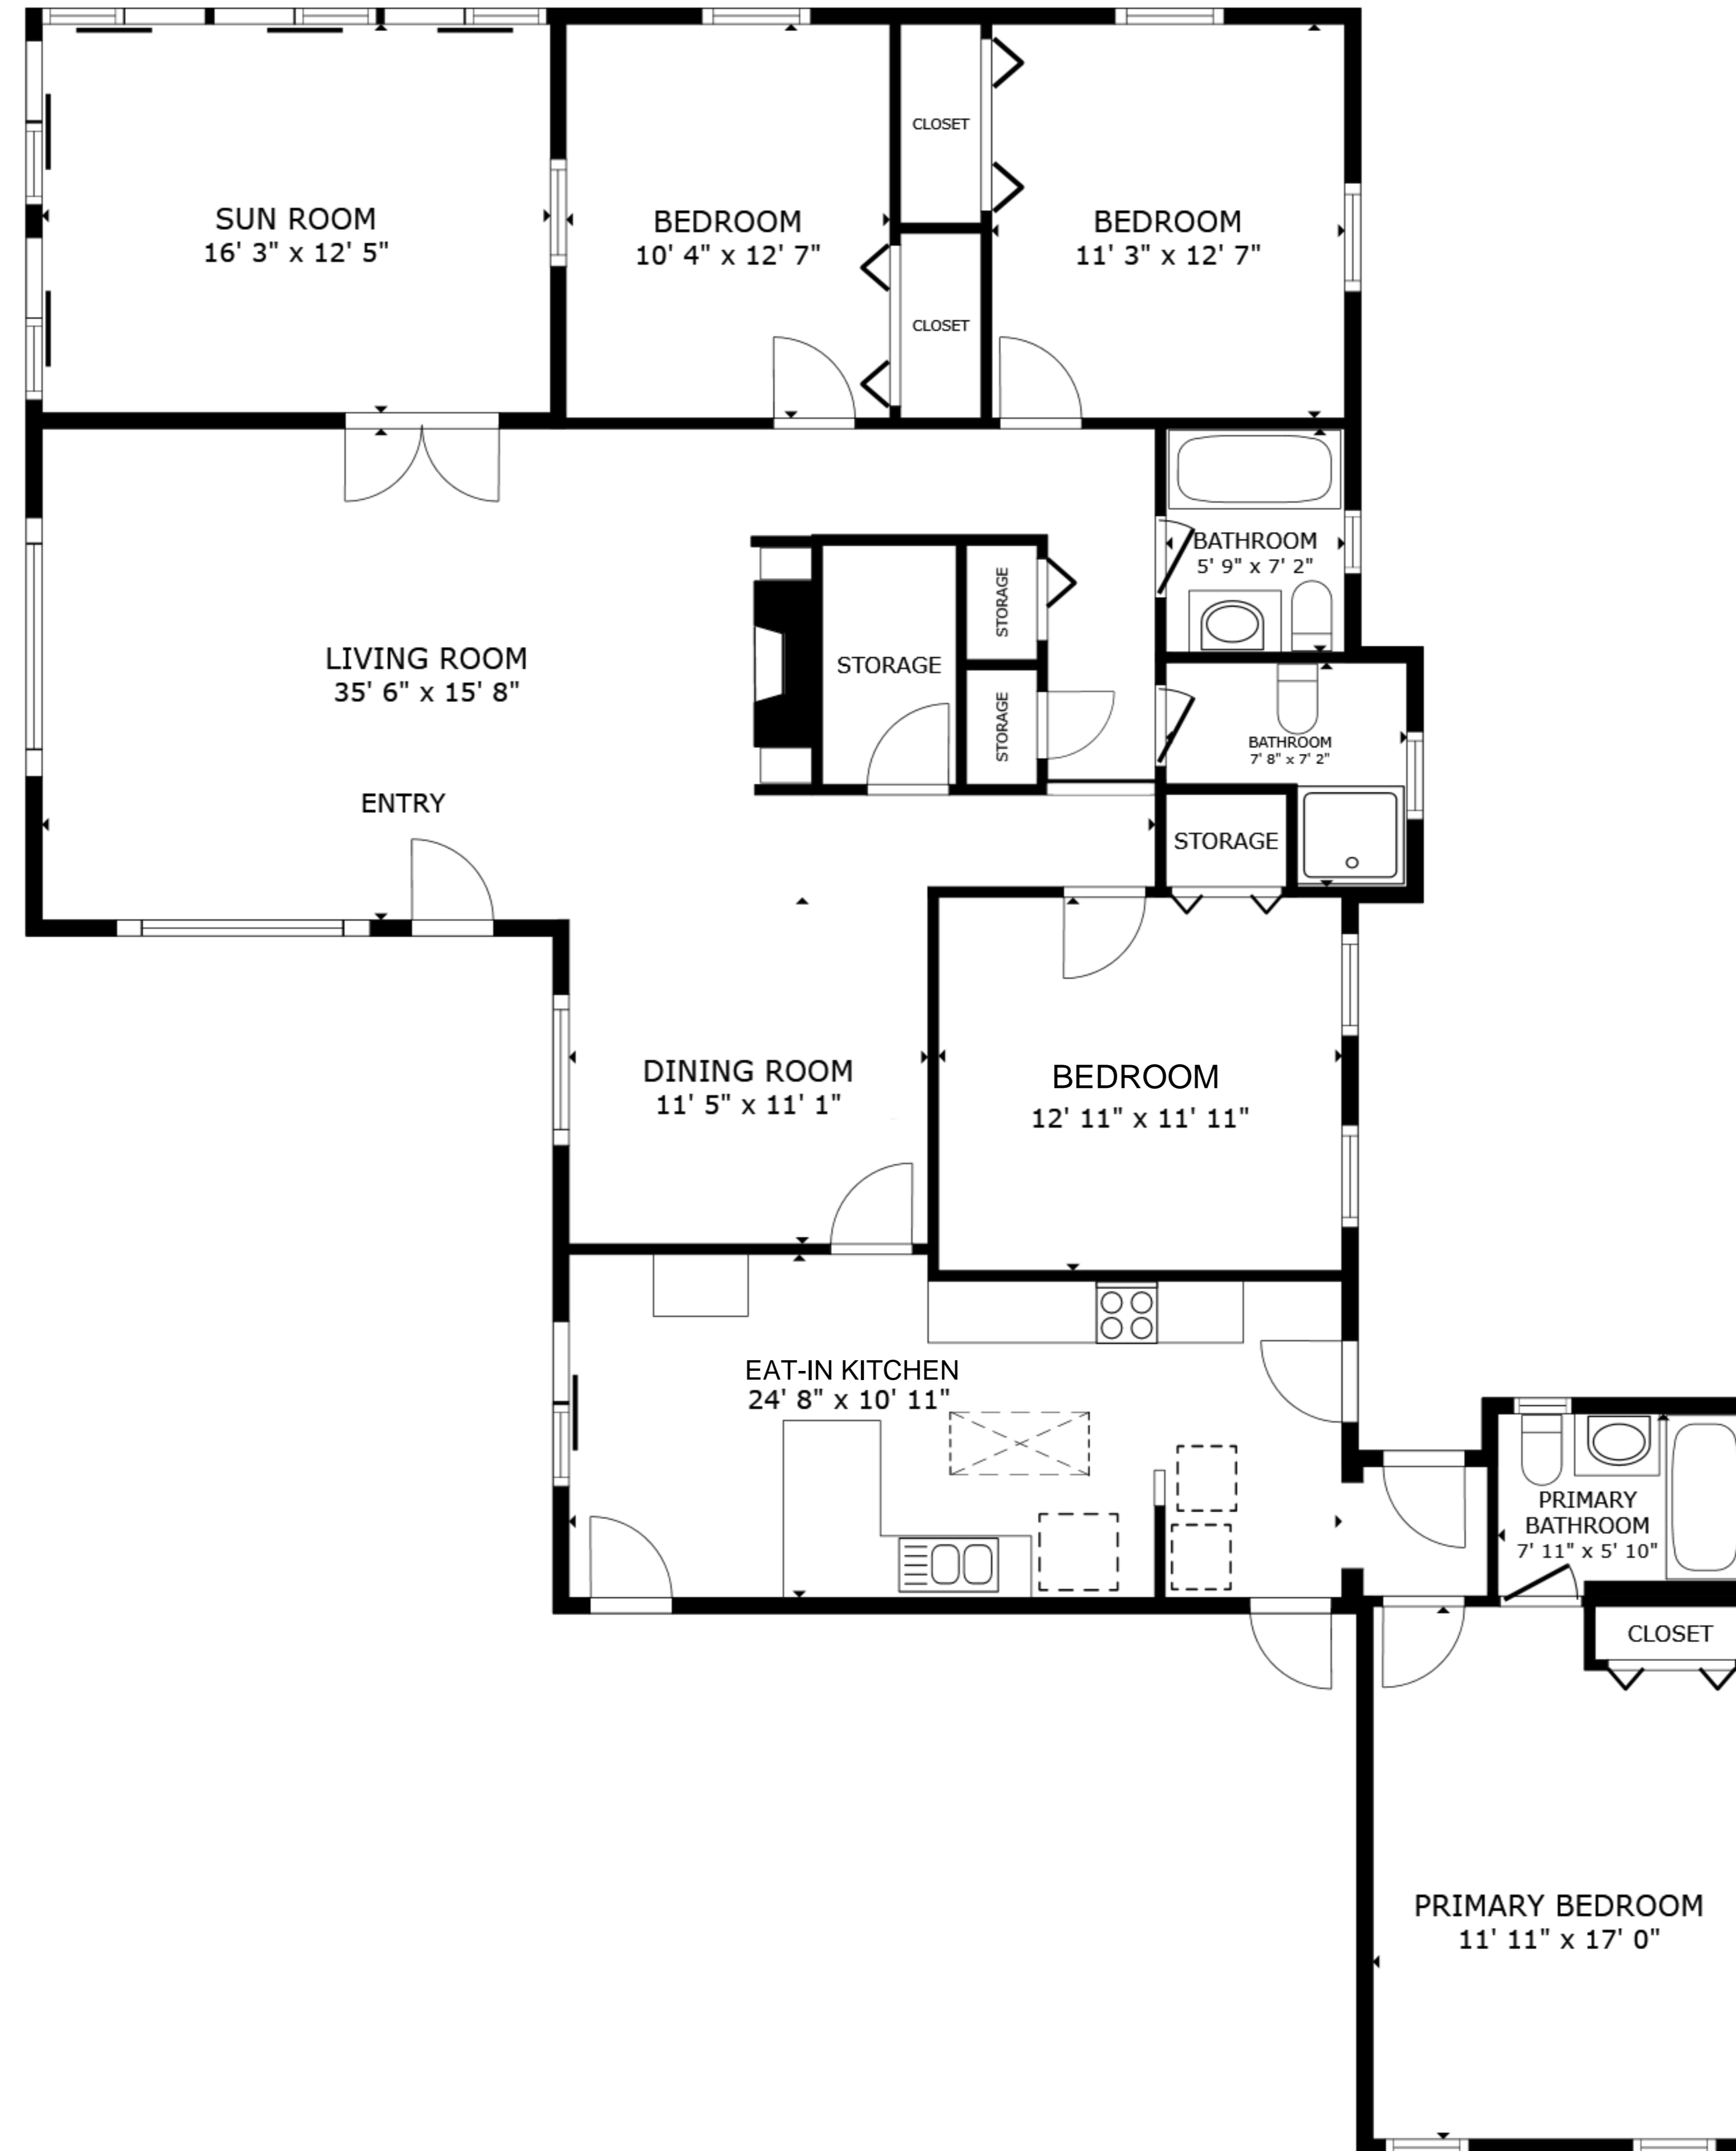 SUN ROOM
16' 3" x 12' 5"
BEDROOM
10' 4" x 12' 7"
CLOSET
CLOSET
BEDROOM
11' 3" x 12' 7"
LIVING ROOM
35' 6" x 15' 8"
ENTRY
STORAGE
STORAGE
STORAGE
BATHROOM
5' 9" x 7' 2"
BATHROOM
7' 8" x 7' 2"
STORAGE
DINING ROOM
11' 5" x 11' 1"
BEDROOM
12' 11" x 11' 11"
EAT-IN KITCHEN
24' 8" x 10' 11"
PRIMARY
BATHROOM
7' 11" x 5' 10"
CLOSET
PRIMARY BEDROOM
11' 11" x 17' 0"